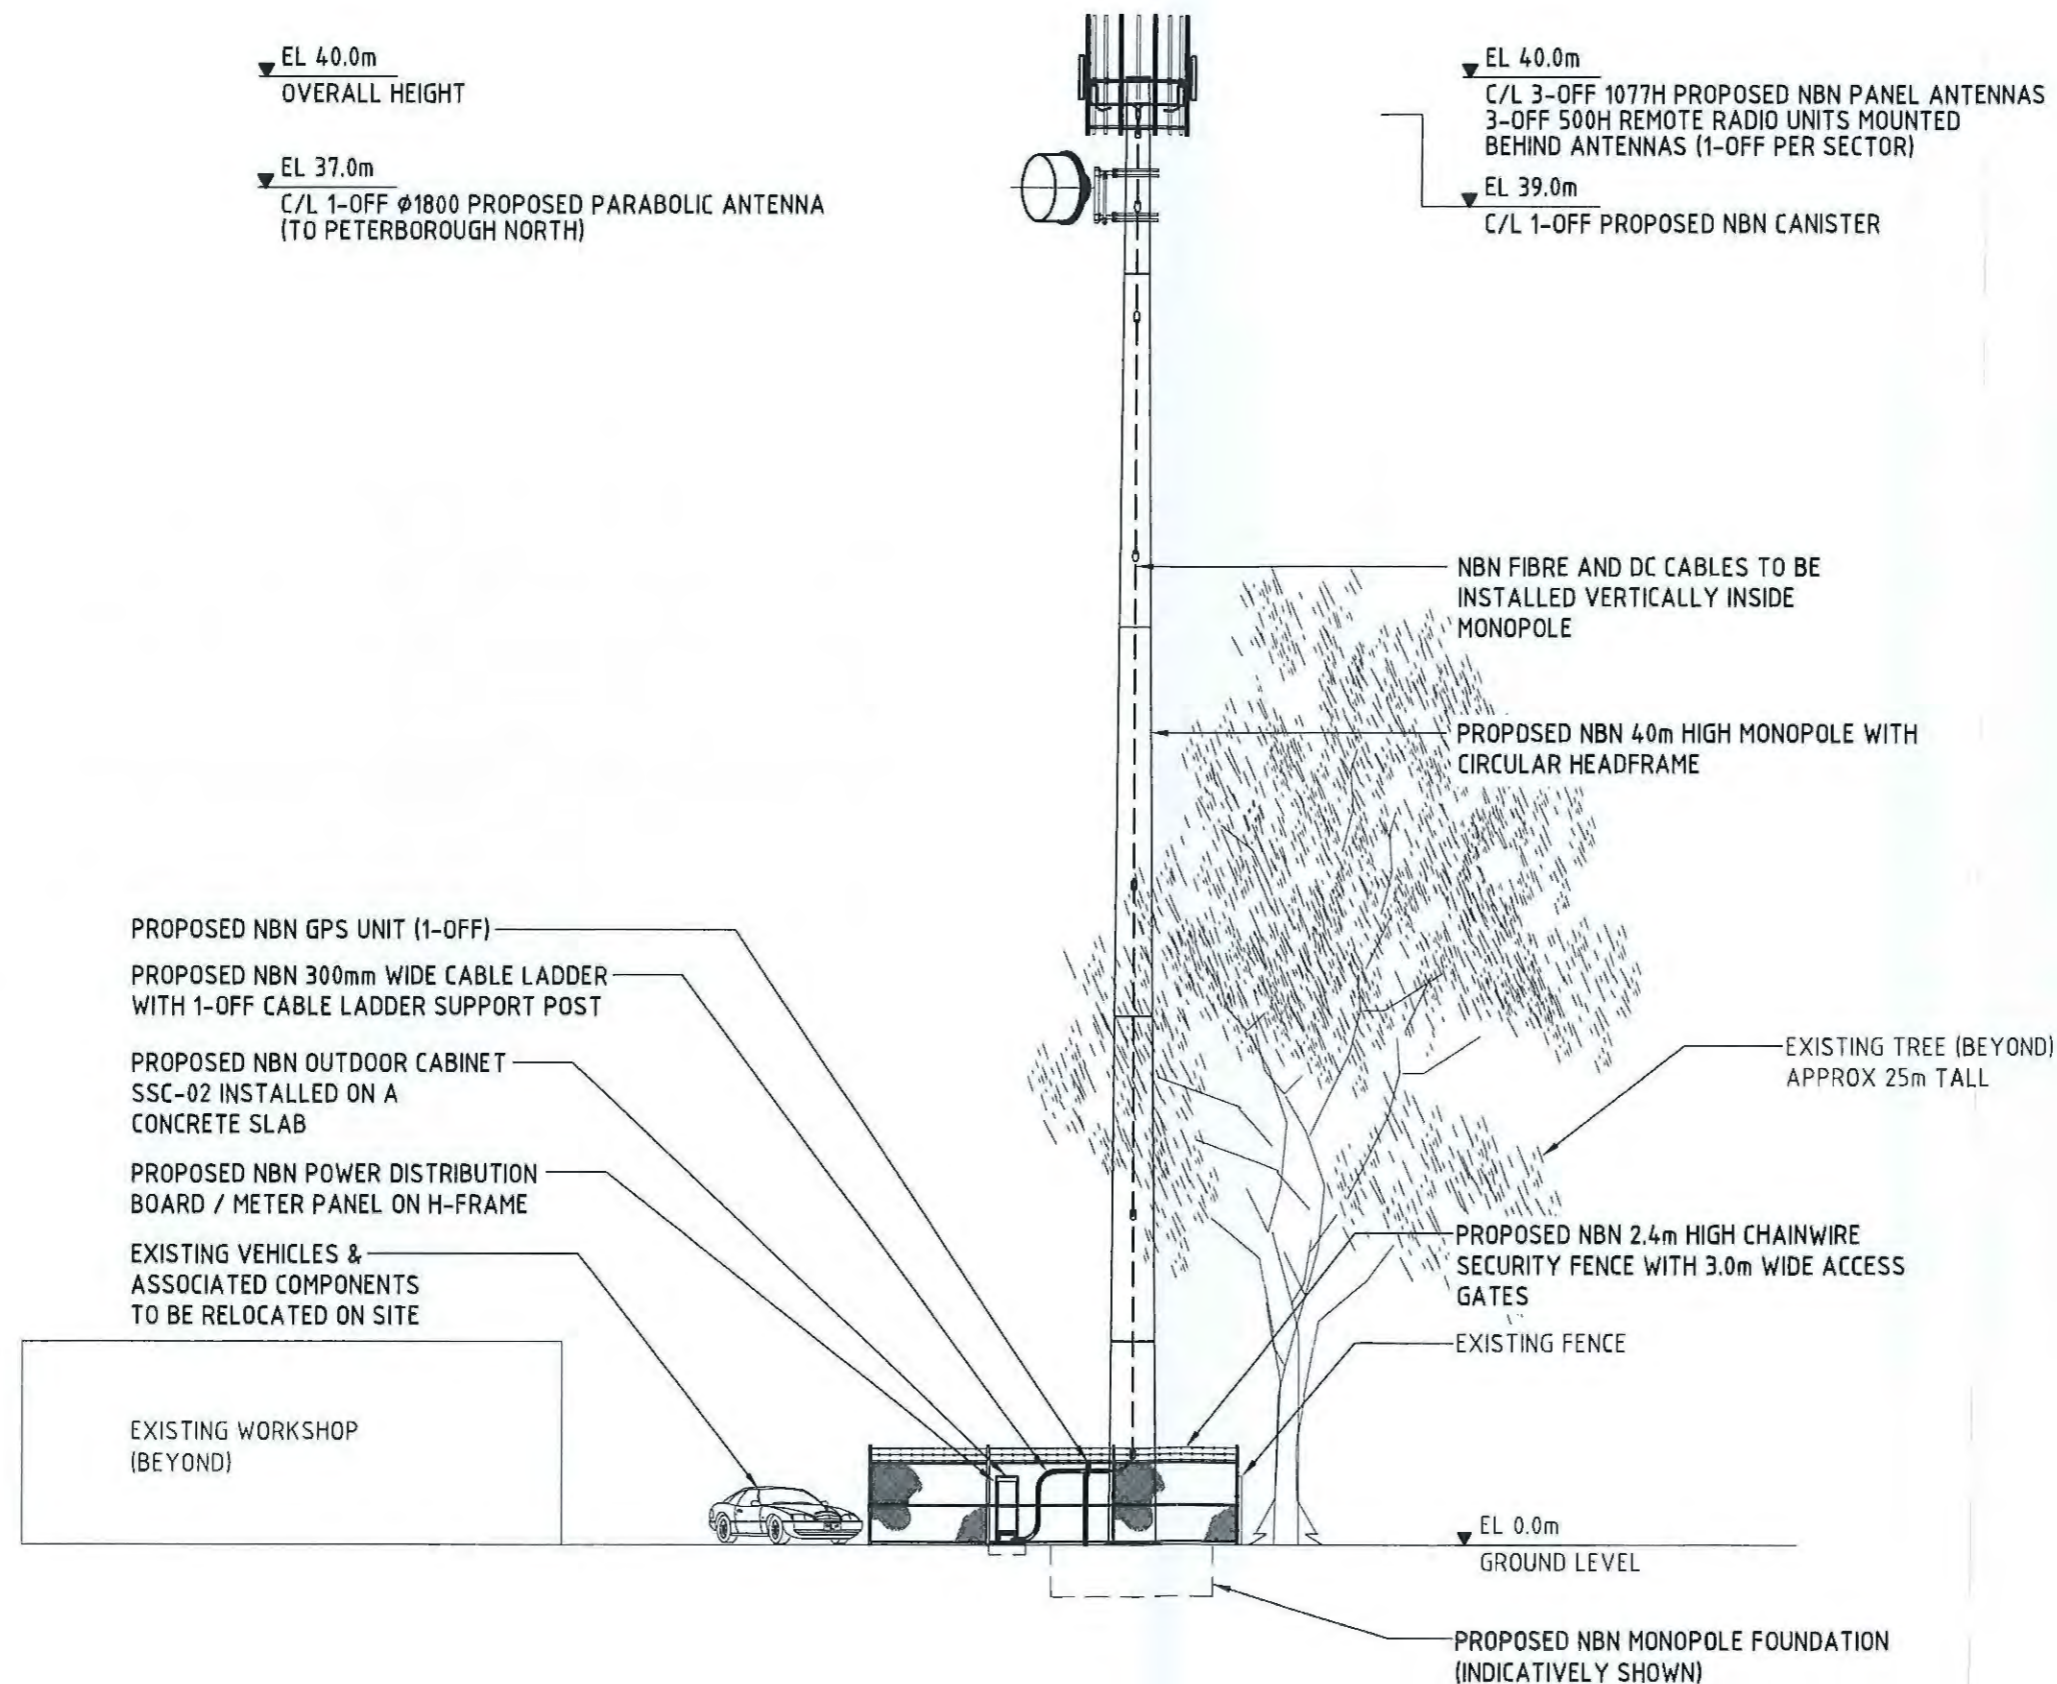 EL 40.0m
OVERALL HEIGHT
EL 37.0m
C/L 1-OFF Ø1800 PROPOSED PARABOLIC ANTENNA
(TO PETERBOROUGH NORTH)
EL 40.0m
C/L 3-OFF 1077H PROPOSED NBN PANEL ANTENNAS
3-OFF 500H REMOTE RADIO UNITS MOUNTED
BEHIND ANTENNAS (1-OFF PER SECTOR)
EL 39.0m
C/L 1-OFF PROPOSED NBN CANISTER
NBN FIBRE AND DC CABLES TO BE
INSTALLED VERTICALLY INSIDE
MONOPOLE
PROPOSED NBN 40m HIGH MONOPOLE WITH
CIRCULAR HEADFRAME
PROPOSED NBN GPS UNIT (1-OFF)
PROPOSED NBN 300mm WIDE CABLE LADDER
WITH 1-OFF CABLE LADDER SUPPORT POST
PROPOSED NBN OUTDOOR CABINET
SSC-02 INSTALLED ON A
CONCRETE SLAB
PROPOSED NBN POWER DISTRIBUTION
BOARD / METER PANEL ON H-FRAME
EXISTING VEHICLES &
ASSOCIATED COMPONENTS
TO BE RELOCATED ON SITE
EXISTING WORKSHOP
(BEYOND)
EXISTING TREE (BEYOND)
APPROX 25m TALL
PROPOSED NBN 2.4m HIGH CHAINWIRE
SECURITY FENCE WITH 3.0m WIDE ACCESS
GATES
EXISTING FENCE
EL 0.0m
GROUND LEVEL
PROPOSED NBN MONOPOLE FOUNDATION
(INDICATIVELY SHOWN)